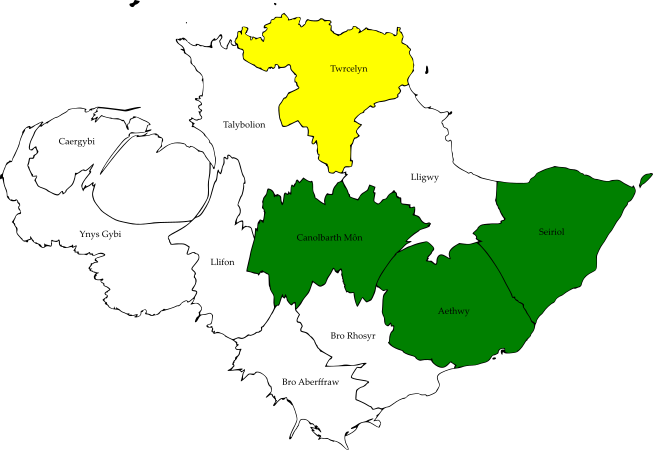 Twrcelyn
Talybolion
Caergybi
Lligwy
Ynys Gybi
Canolbarth Môn
Seiriol
Llifon
Aethwy
Bro Rhosyr
Bro Aberffraw